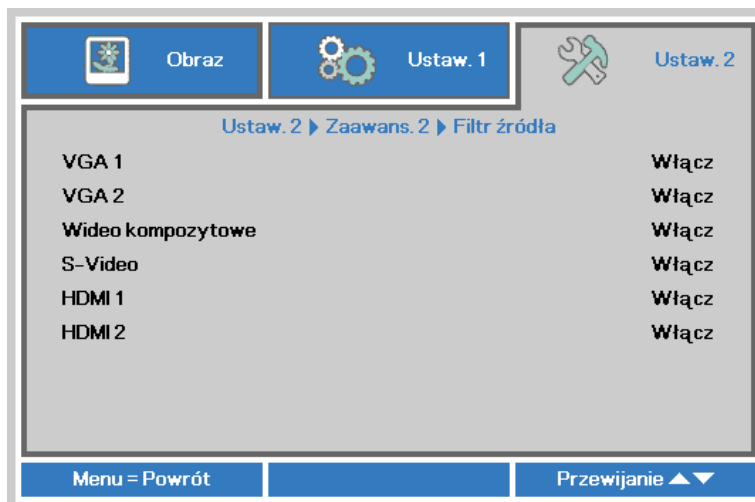 Obraz Ustaw. 1 Ustaw. 2
Ustaw. 2 ▶ Zaawans. 2 ▶ Filtr źródła
VGA 1 Włącz
VGA 2 Włącz
Wideo kompozytowe Włącz
S-Video Włącz
HDMI 1 Włącz
HDMI 2 Włącz
Menu = Powrót Przewijanie ▲▼